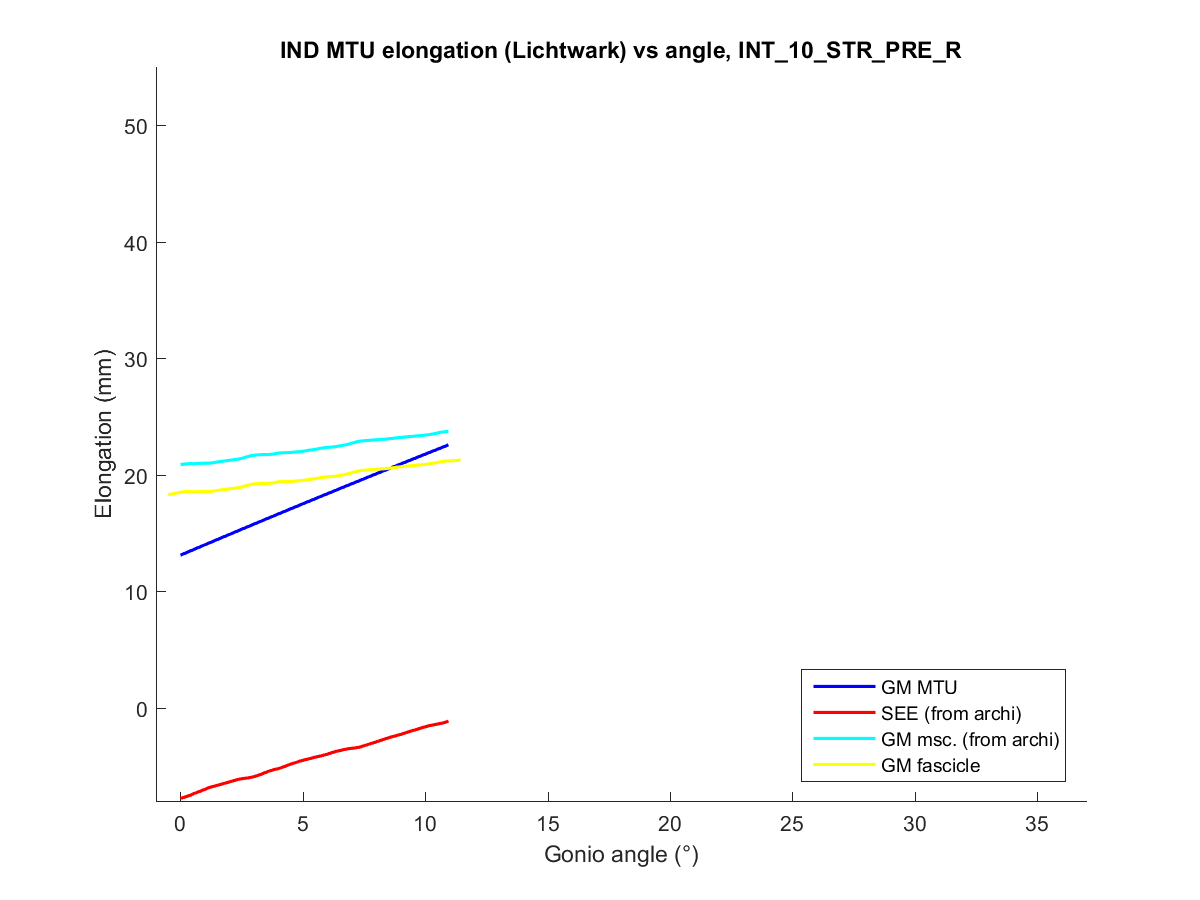 IND MTU elongation (Lichtwark) vs angle, INT_10_STR_PRE_R
50
40
30
20
10
0
Elongation (mm)
GM MTU
SEE (from archi)
GM msc. (from archi)
GM fascicle
0 5 10 15 20 25 30 35
Gonio angle (°)